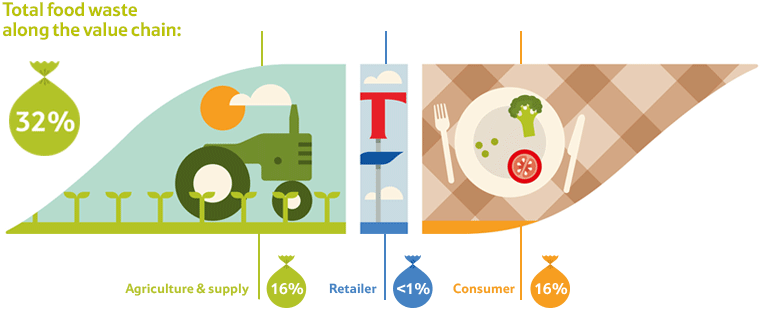 Total food waste
along the value chain:
32%
T
Agriculture & supply 16% Retailer <1% Consumer 16%